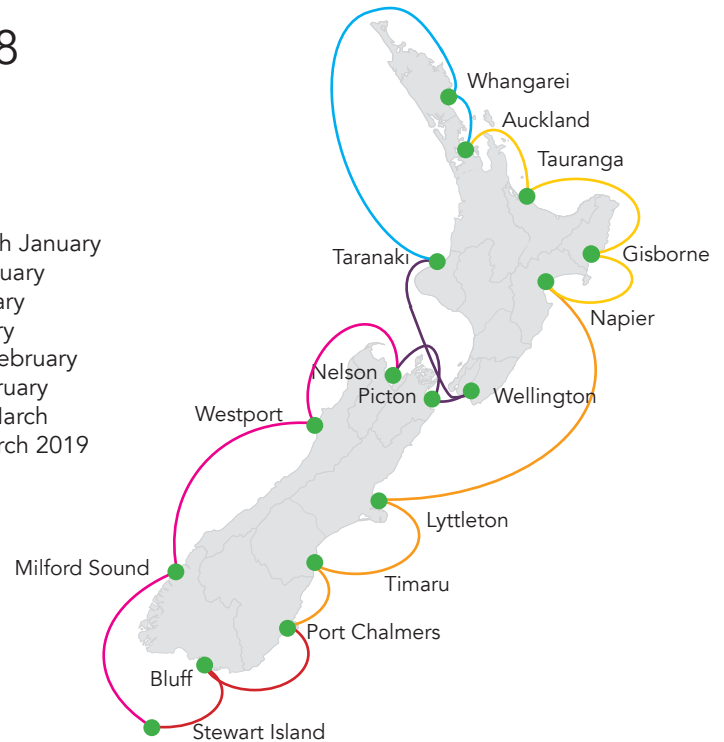 8
h January
uary
ary
ry
ebruary
ruary
March
rch 2019
Whangarei
Auckland
Tauranga
Taranaki
Gisborne
Napier
Nelson
Picton
Wellington
Westport
Lyttleton
Milford Sound
Timaru
Port Chalmers
Bluff
Stewart Island